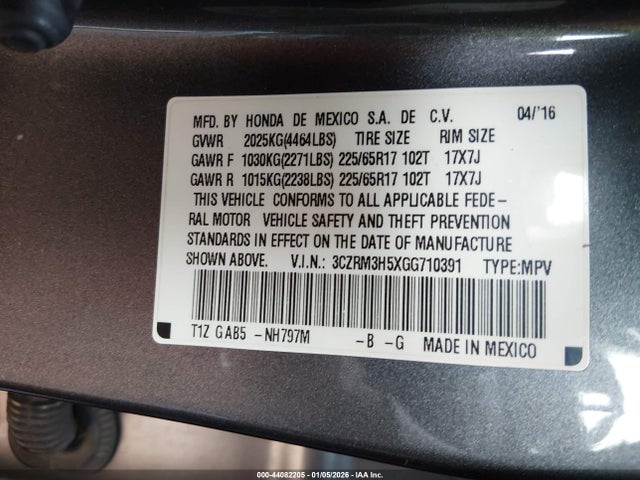 MFD. BY HONDA DE MEXICO S.A. DE C.V. 04/'16
GVWR 2025KG(4464LBS) TIRE SIZE RIM SIZE
GAWR F 1030KG(2271LBS) 225/65R17 102T 17X7J
GAWR R 1015KG(2238LBS) 225/65R17 102T 17X7J
THIS VEHICLE CONFORMS TO ALL APPLICABLE FEDE-
RAL MOTOR VEHICLE SAFETY AND THEFT PREVENTION
STANDARDS IN EFFECT ON THE DATE OF MANUFACTURE
SHOWN ABOVE. V.I.N.: 3CZRM3H5XGG710391 TYPE:MPV
T1Z GAB5 -NH797M -B -G MADE IN MEXICO
000-44082205 - 01/05/2026 - IAA Inc.